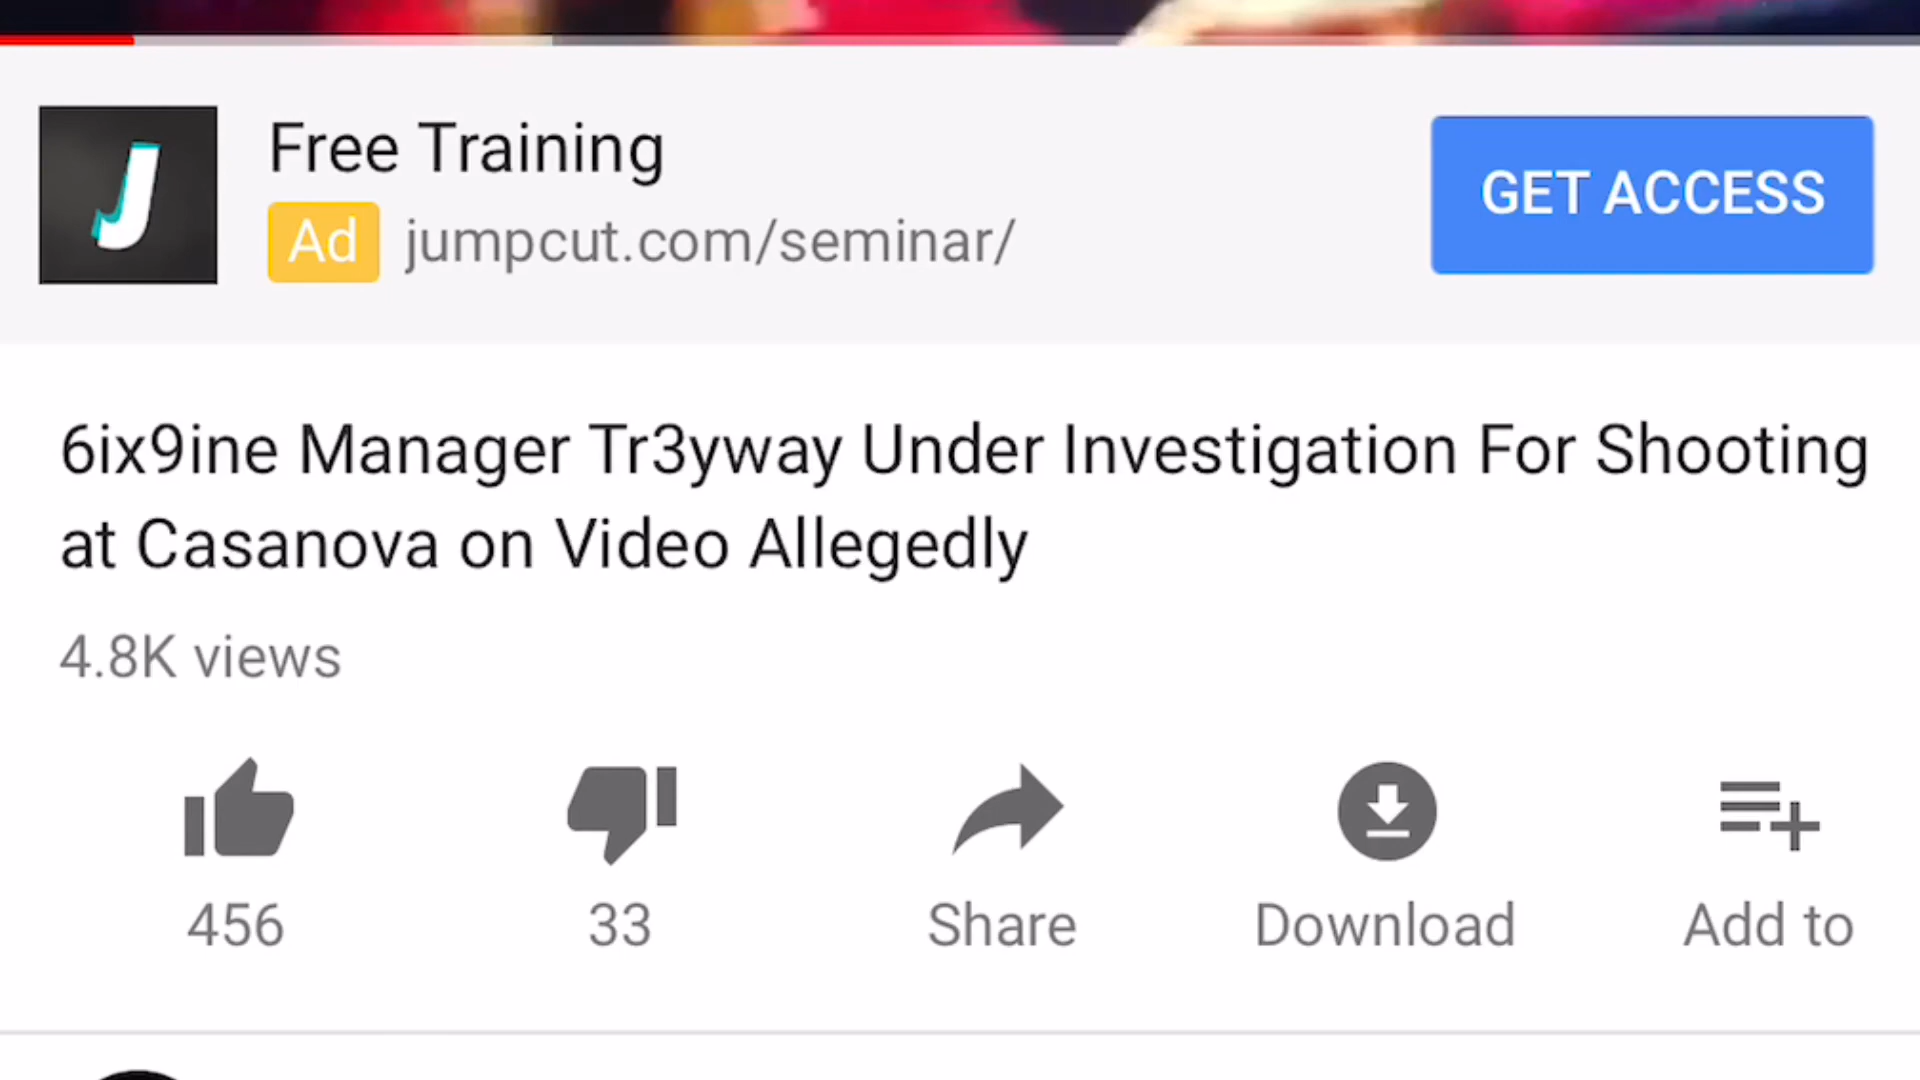 J
Free Training
GET ACCESS
Ad jumpcut.com/seminar/
6ix9ine Manager Tr3yway Under Investigation For Shooting
at Casanova on Video Allegedly
4.8K views
456 33 Share Download Add to